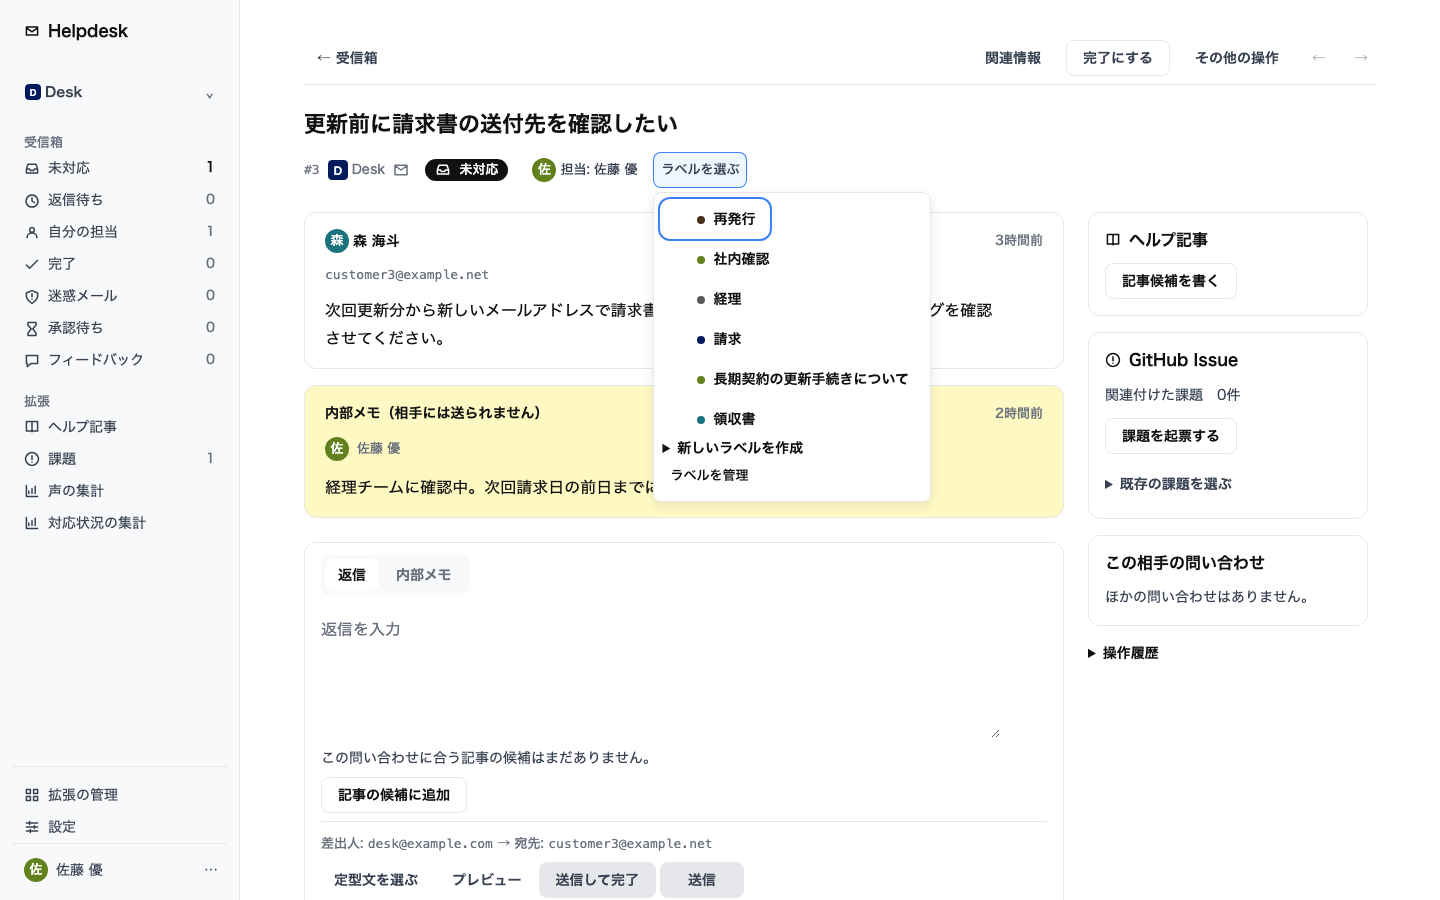 Helpdesk
D Desk
受信箱
未対応 1
返信待ち 0
自分の担当 1
完了 0
迷惑メール 0
承認待ち 0
フィードバック 0
拡張
ヘルプ記事
課題 1
声の集計
対応状況の集計
拡張の管理
設定
佐 佐藤 優 …
← 受信箱
関連情報 完了にする その他の操作 ← →
更新前に請求書の送付先を確認したい
#3 D Desk 未対応 佐 担当: 佐藤 優 ラベルを選ぶ
再発行
社内確認
経理
請求
長期契約の更新手続きについて
領収書
▶ 新しいラベルを作成
ラベルを管理
森 森 海斗 3時間前
customer3@example.net
次回更新分から新しいメールアドレスで請求書 グを確認
させてください。
内部メモ（相手には送られません） 2時間前
佐 佐藤 優
経理チームに確認中。次回請求日の前日までに
返信 内部メモ
返信を入力
この問い合わせに合う記事の候補はまだありません。
記事の候補に追加
差出人: desk@example.com → 宛先: customer3@example.net
定型文を選ぶ プレビュー 送信して完了 送信
ヘルプ記事
記事候補を書く
GitHub Issue
関連付けた課題 0件
課題を起票する
▶ 既存の課題を選ぶ
この相手の問い合わせ
ほかの問い合わせはありません。
▶ 操作履歴